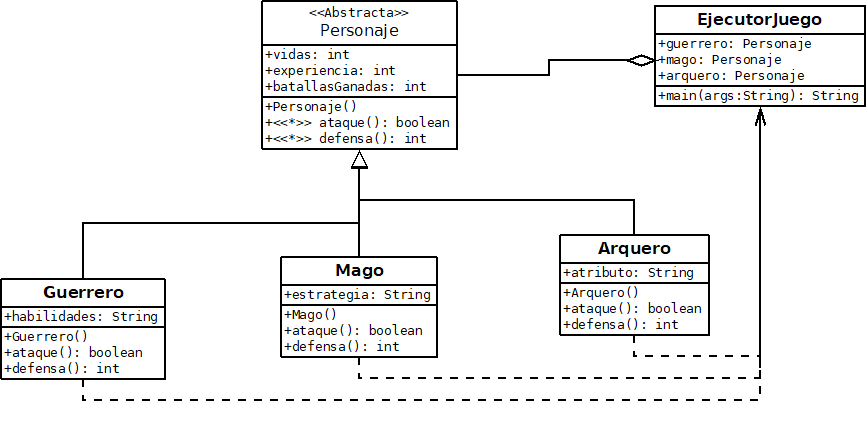 <<Abstracta>>
Personaje
+vidas: int
+experiencia: int
+batallasGanadas: int
+Personaje()
+<<*>> ataque(): boolean
+<<*>> defensa(): int
EjecutorJuego
+guerrero: Personaje
+mago: Personaje
+arquero: Personaje
+main(args:String): String
Guerrero
+habilidades: String
+Guerrero()
+ataque(): boolean
+defensa(): int
Mago
+estrategia: String
+Mago()
+ataque(): boolean
+defensa(): int
Arquero
+atributo: String
+Arquero()
+ataque(): boolean
+defensa(): int